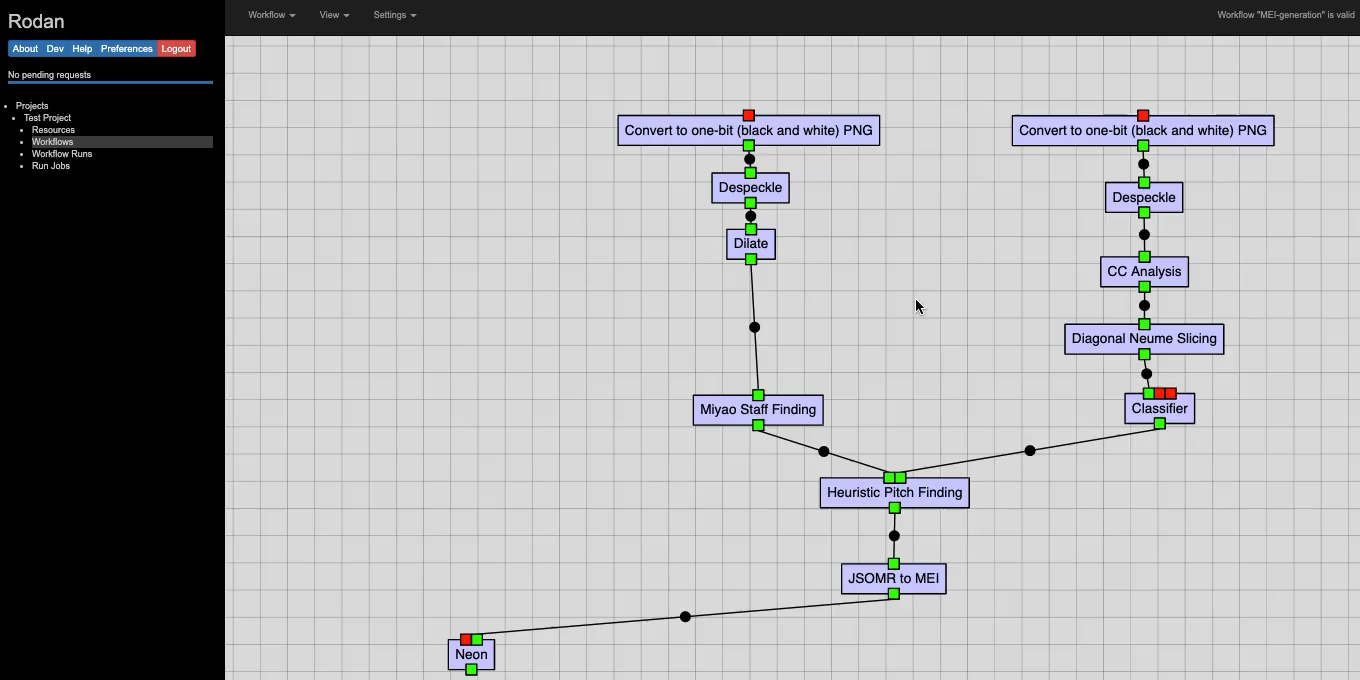 Rodan
About Dev Help Preferences Logout
No pending requests
Projects
Test Project
Resources
Workflows
Workflow Runs
Run Jobs
Workflow View Settings Workflow "MEI-generation" is valid
Convert to one-bit (black and white) PNG Convert to one-bit (black and white) PNG
Despeckle Despeckle
Dilate
CC Analysis
Diagonal Neume Slicing
Miyao Staff Finding Classifier
Heuristic Pitch Finding
JSOMR to MEI
Neon